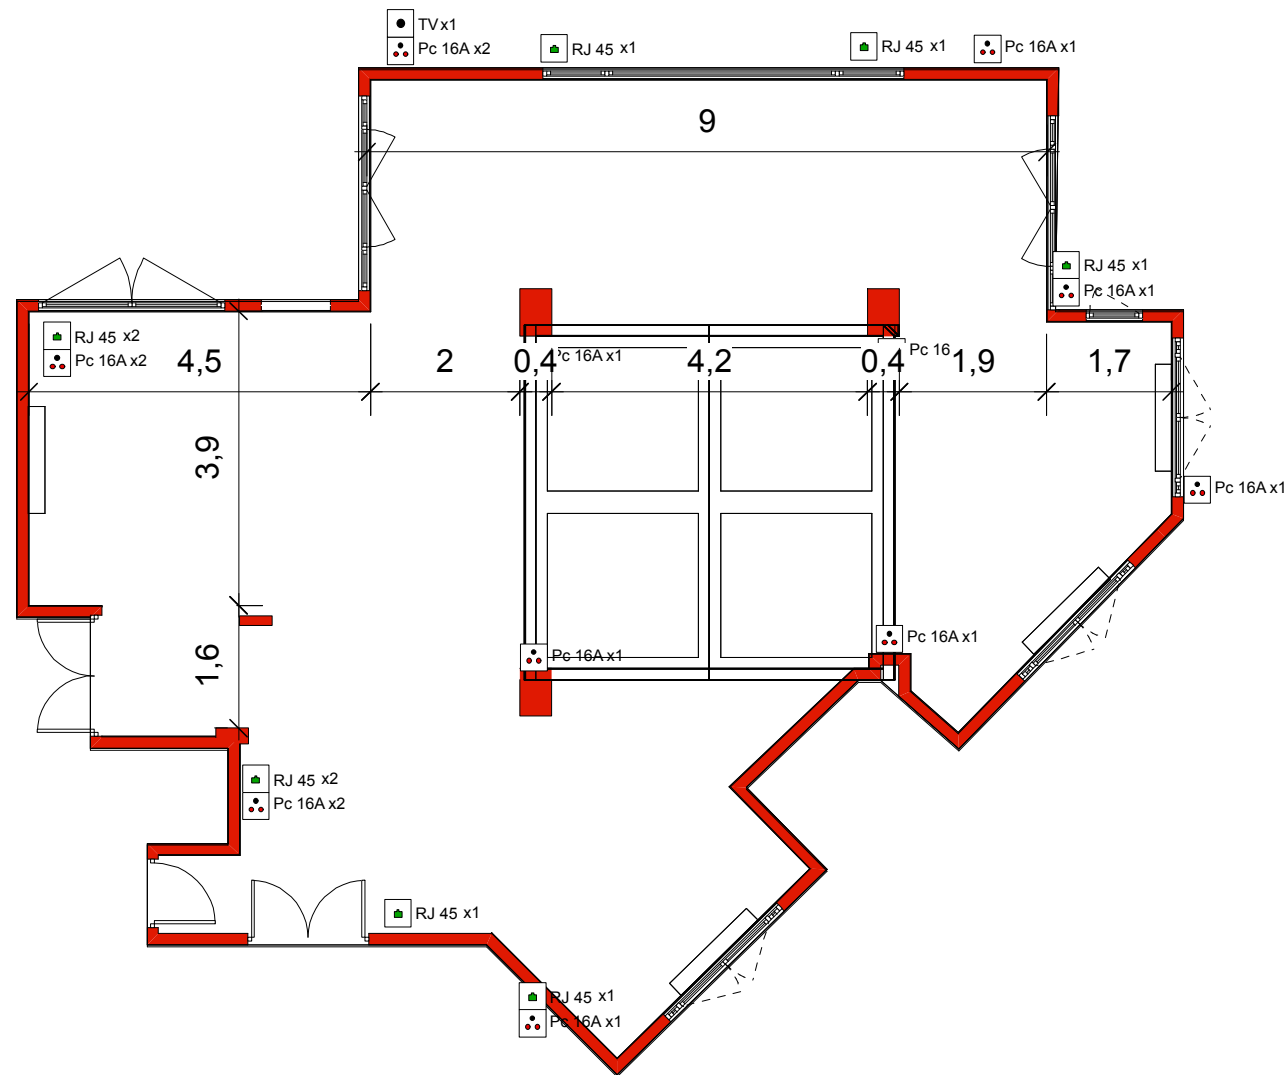 TV x1
Pc 16A x2
RJ 45 x1
RJ 45 x1
Pc 16A x1
9
RJ 45 x1
Pc 16A x1
RJ 45 x2
Pc 16A x2
4,5
2
0,4
Pc 16A x1
4,2
0,4
Pc 16
1,9
1,7
3,9
Pc 16A x1
1,6
Pc 16A x1
Pc 16A x1
RJ 45 x2
Pc 16A x2
RJ 45 x1
RJ 45 x1
Pc 16A x1